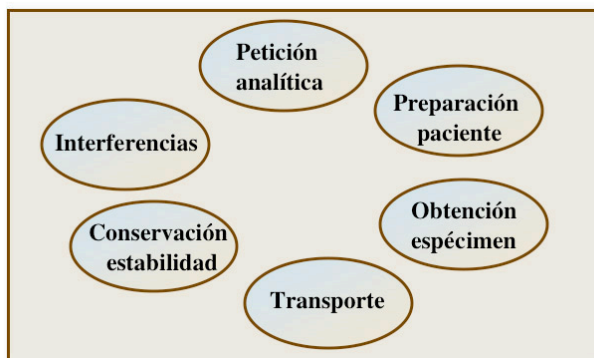 Petición
analítica
Preparación
paciente
Interferencias
Obtención
espécimen
Conservación
estabilidad
Transporte